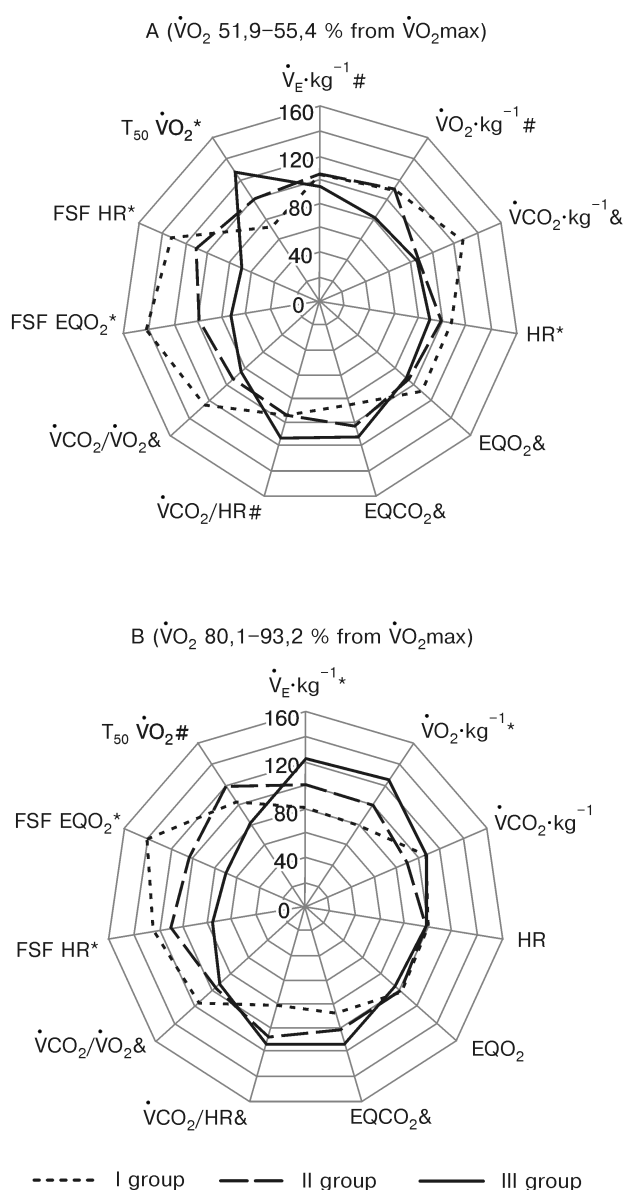 A (V̇O₂ 51,9–55,4 % from V̇O₂max)
V̇E·kg⁻¹ #
160
T₅₀ V̇O₂*
V̇O₂·kg⁻¹ #
120
FSF HR*
V̇CO₂·kg⁻¹ &
80
40
FSF EQO₂*
0
HR*
V̇CO₂/V̇O₂&
EQO₂&
V̇CO₂/HR#
EQCO₂&
B (V̇O₂ 80,1–93,2 % from V̇O₂max)
V̇E·kg⁻¹ *
160
T₅₀ V̇O₂#
V̇O₂·kg⁻¹ *
120
FSF EQO₂*
V̇CO₂·kg⁻¹
80
40
0
FSF HR*
HR
V̇CO₂/V̇O₂&
EQO₂
V̇CO₂/HR&
EQCO₂&
I group II group III group